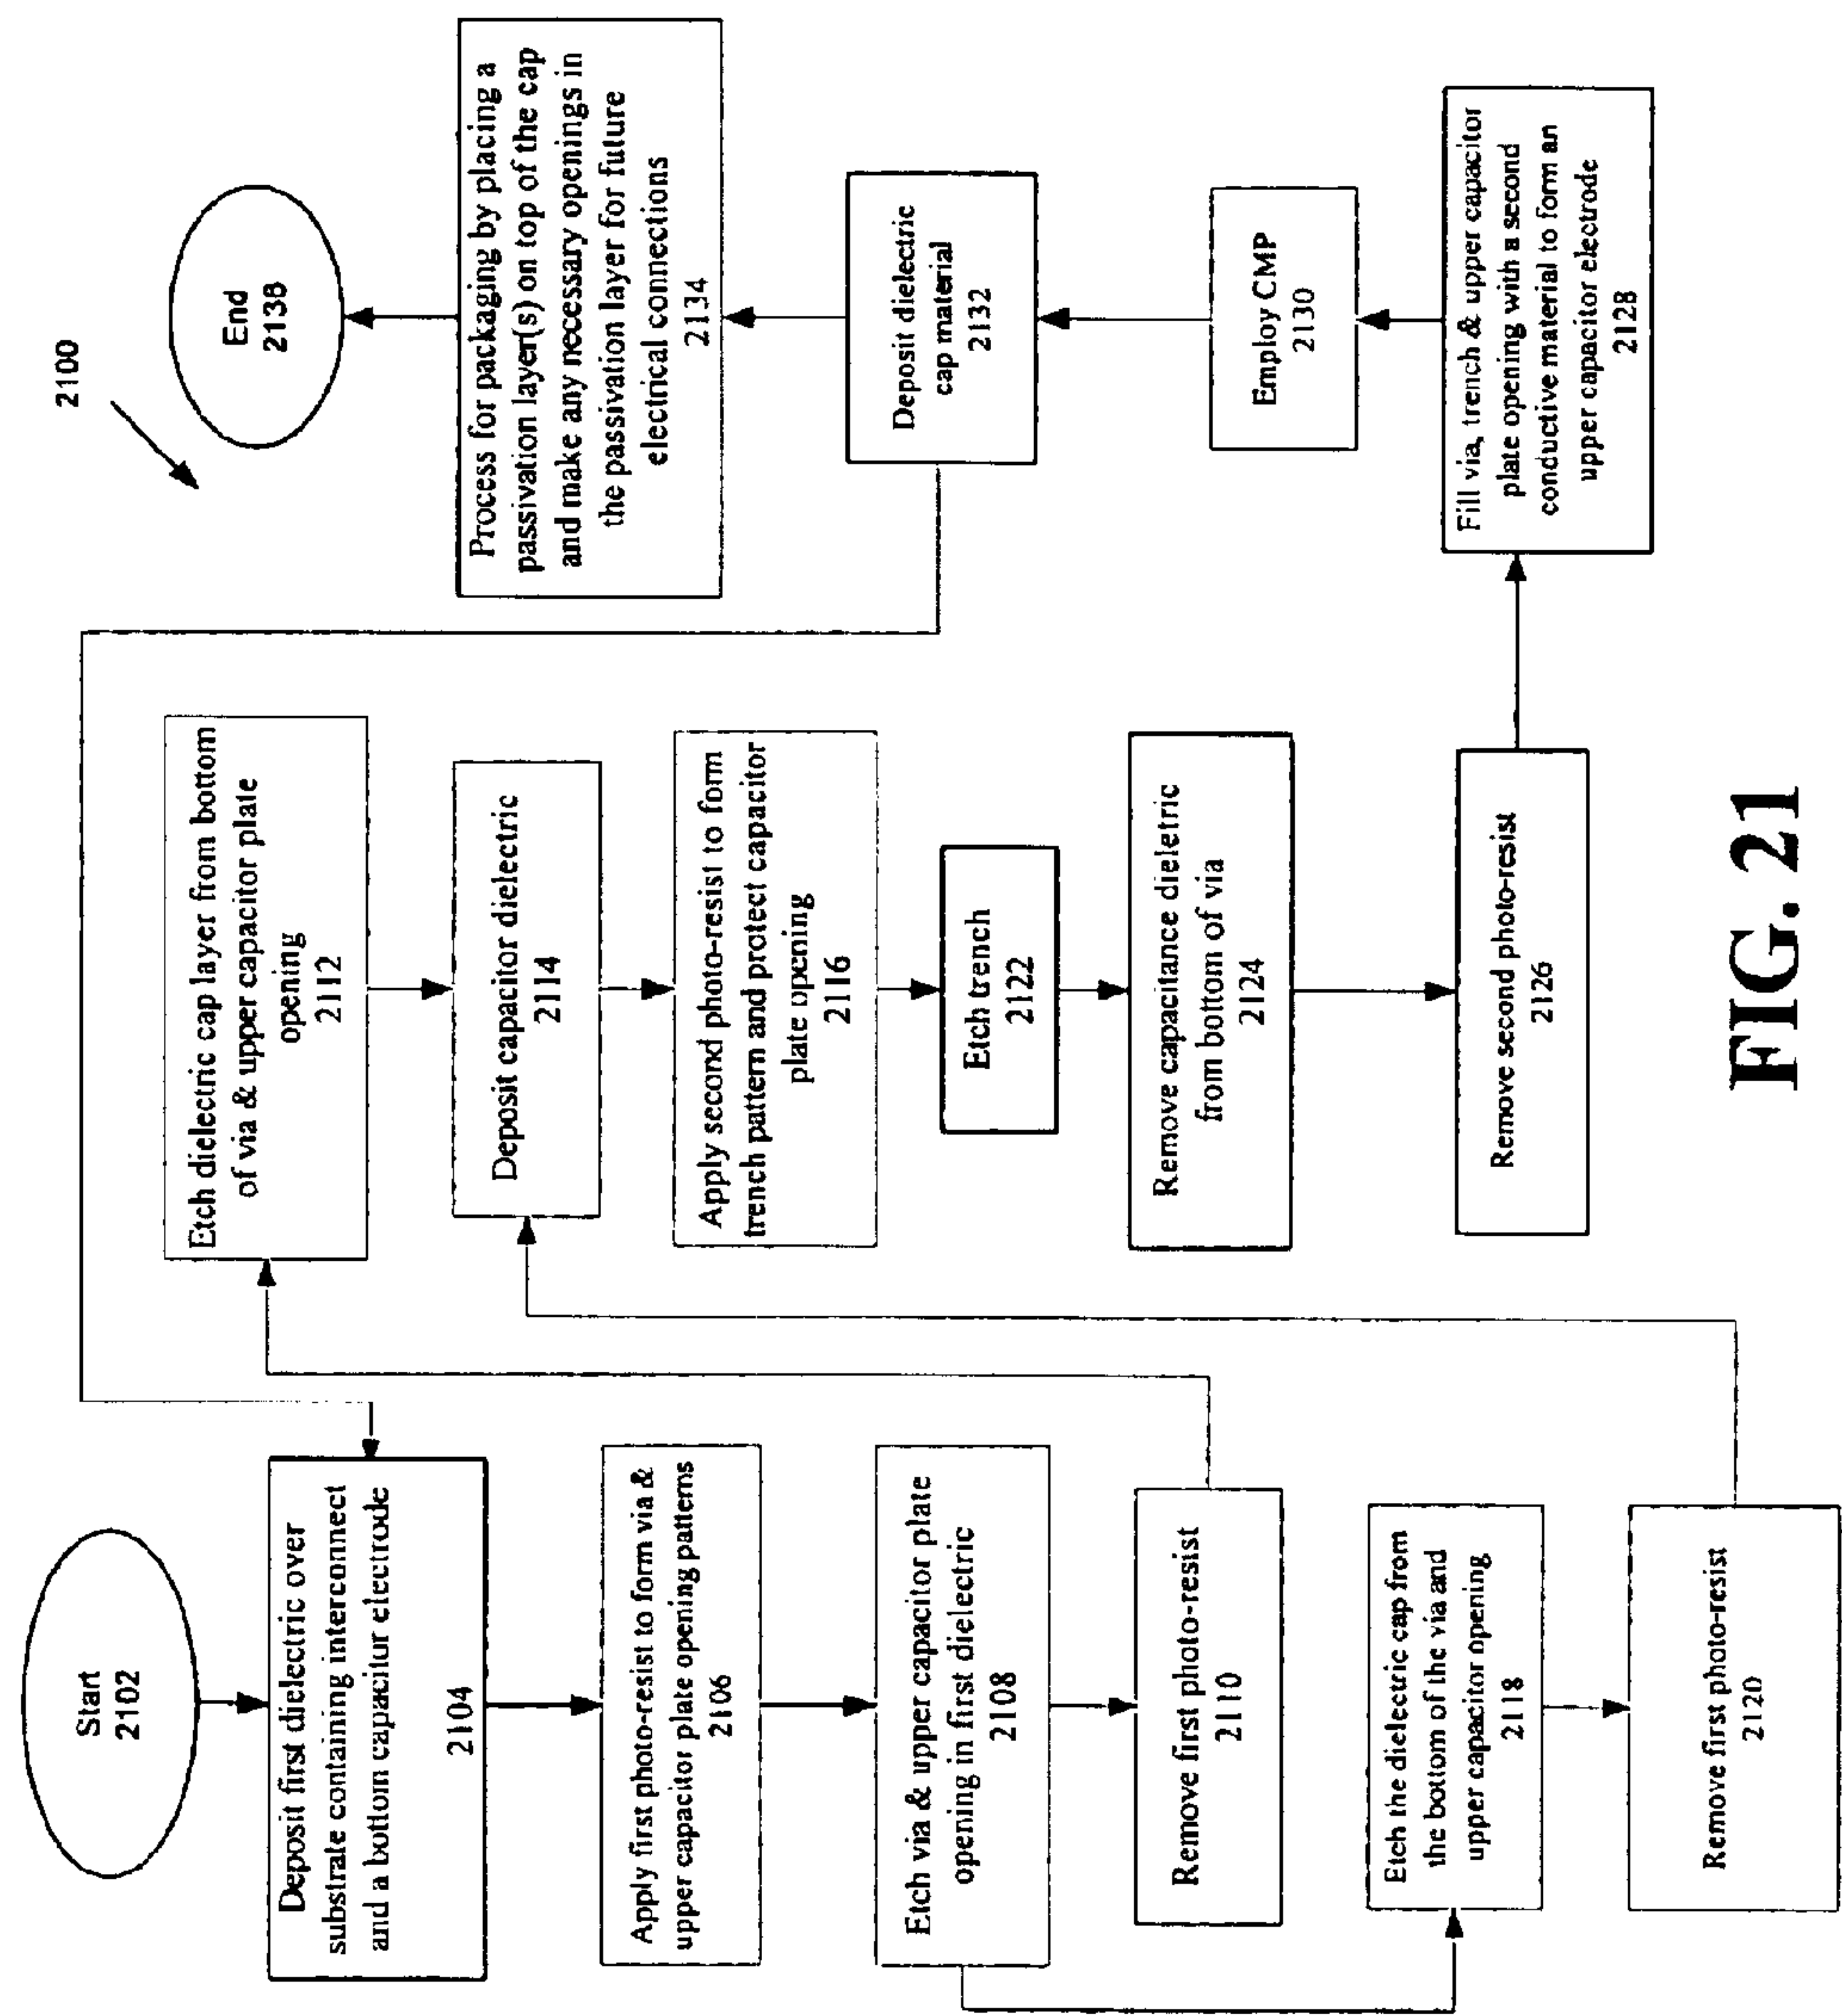 2100
Start
2102
Deposit first dielectric over
substrate containing interconnect
and a bottom capacitor electrode
2104
Apply first photo-resist to form via &
upper capacitor plate opening patterns
2106
Etch via & upper capacitor plate
opening in first dielectric
2108
Remove first photo-resist
2110
Etch the dielectric cap from
the bottom of the via and
upper capacitor opening
2118
Remove first photo-resist
2120
Etch dielectric cap layer from bottom
of via & upper capacitor plate
opening
2112
Deposit capacitor dielectric
2114
Apply second photo-resist to form
trench pattern and protect capacitor
plate opening
2116
Etch trench
2122
Remove capacitance dieletric
from bottom of via
2124
Remove second photo-resist
2126
End
2138
Process for packaging by placing a
passivation layer(s) on top of the cap
and make any necessary openings in
the passivation layer for future
electrical connections
2134
Deposit dielectric
cap material
2132
Employ CMP
2130
Fill via, trench & upper capacitor
plate opening with a second
conductive material to form an
upper capacitor electrode
2128
FIG. 21